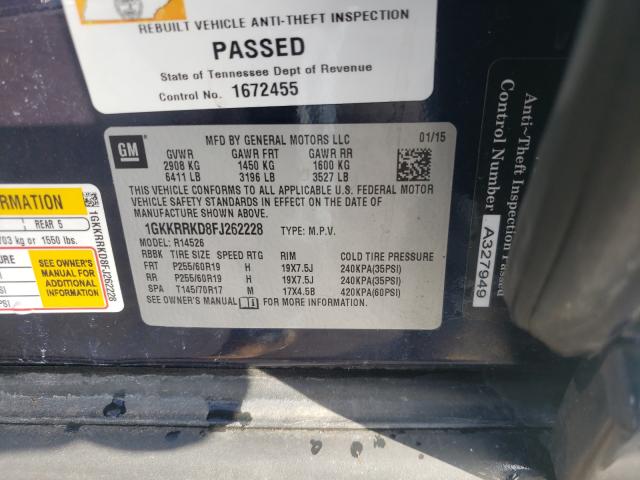 REBUILT VEHICLE ANTI-THEFT INSPECTION
PASSED
State of Tennessee Dept of Revenue
Control No. 1672455
GM
MFD BY GENERAL MOTORS LLC 01/15
GVWR GAWR FRT GAWR RR
2908 KG 1450 KG 1600 KG
6411 LB 3196 LB 3527 LB
THIS VEHICLE CONFORMS TO ALL APPLICABLE U.S. FEDERAL MOTOR
VEHICLE SAFETY STANDARDS IN EFFECT ON THE DATE OF
MANUFACTURE SHOWN ABOVE.
1GKKRRKD8FJ262228 TYPE: M.P.V.
MODEL: R14526
RBBK TIRE SIZE SPEED RTG RIM COLD TIRE PRESSURE
FRT P255/60R19 H 19X7.5J 240KPA(35PSI)
RR P255/60R19 H 19X7.5J 240KPA(35PSI)
SPA T145/70R17 M 17X4.5B 420KPA(60PSI)
SEE OWNER'S MANUAL FOR MORE INFORMATION
RMATION
REAR 5
703 kg or 1550 lbs.
SEE OWNER'S
MANUAL FOR
ADDITIONAL
INFORMATION
1GKKRRKD8FJ262228
Anti~Theft Inspection Passed
Control Number A327949